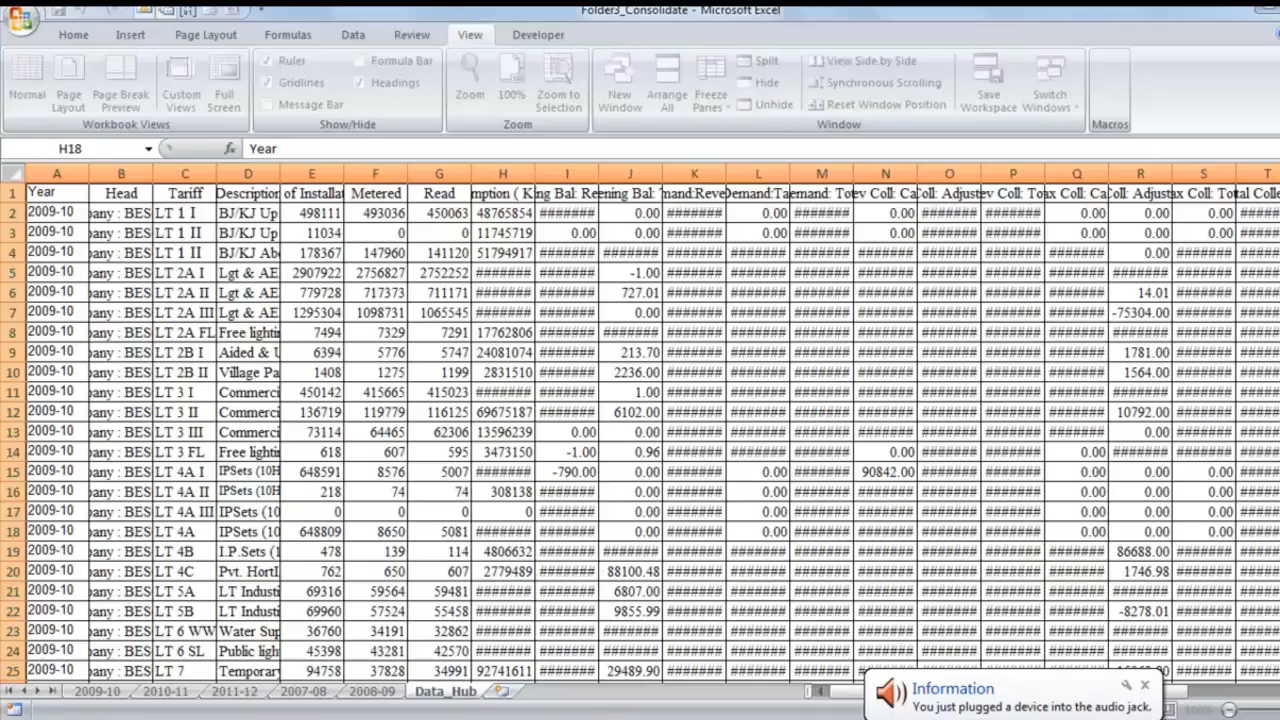 Folder3_Consolidate - Microsoft Excel
Home Insert Page Layout Formulas Data Review View Developer
Ruler Formula Bar Split View Side by Side
Gridlines Headings Hide Synchronous Scrolling
Message Bar Unhide Reset Window Position
Normal Page Layout Page Break Preview Custom Views Full Screen Zoom 100% Zoom to Selection New Window Arrange All Freeze Panes Save Workspace Switch Windows
Workbook Views Show/Hide Zoom Window Macros
H18 fx Year
A B C D E F G H I J K L M N O P Q R S T
1 Year Head Tariff Description of Installat Metered Read mption ( K ng Bal: Re ening Bal: nand:Reve Demand:Ta emand: To ev Coll: Ca oll: Adjust ev Coll: To ax Coll: Ca oll: Adjust ax Coll: To al Colle
2 2009-10 pany : BES LT 1 I BJ/KJ Up 498111 493036 450063 48765854 ####### 0.00 ####### 0.00 ####### 0.00 ####### ####### 0.00 0.00 0.00 ####
3 2009-10 pany : BES LT 1 II BJ/KJ Up 11034 0 0 11745719 0.00 0.00 ####### 0.00 ####### 0.00 ####### ####### 0.00 0.00 0.00 ####
4 2009-10 pany : BES LT 1 II BJ/KJ Abo 178367 147960 141120 51794917 ####### ####### ####### ####### ####### ####### ####### ####### ####### 0.00 ####### ####
5 2009-10 pany : BES LT 2A I Lgt & AE 2907922 2756827 2752252 ####### ####### -1.00 ####### ####### ####### ####### ####### ####### ####### ####### ####### ####
6 2009-10 pany : BES LT 2A II Lgt & AE 779728 717373 711171 ####### ####### 727.01 ####### ####### ####### ####### ####### ####### ####### 14.01 ####### ####
7 2009-10 pany : BES LT 2A III Lgt & AE 1295304 1098731 1065545 ####### ####### 0.00 ####### ####### ####### ####### ####### ####### ####### -75304.00 ####### ####
8 2009-10 pany : BES LT 2A FL Free lightin 7494 7329 7291 17762806 ####### ####### ####### ####### ####### ####### ####### ####### ####### ####### ####### ####
9 2009-10 pany : BES LT 2B I Aided & U 6394 5776 5747 24081074 ####### 213.70 ####### ####### ####### ####### ####### ####### ####### 1781.00 ####### ####
10 2009-10 pany : BES LT 2B II Village Pa 1408 1275 1199 2831510 ####### 2236.00 ####### ####### ####### ####### ####### ####### ####### 1564.00 ####### ####
11 2009-10 pany : BES LT 3 I Commerci 450142 415665 415023 ####### ####### 1.00 ####### ####### ####### ####### ####### ####### ####### ####### ####### ####
12 2009-10 pany : BES LT 3 II Commerci 136719 119779 116125 69675187 ####### 6102.00 ####### ####### ####### ####### ####### ####### ####### 10792.00 ####### ####
13 2009-10 pany : BES LT 3 III Commerci 73114 64465 62306 13596239 0.00 0.00 ####### ####### ####### ####### ####### ####### ####### 0.00 ####### ####
14 2009-10 pany : BES LT 3 FL Free lightin 618 607 595 3473150 -1.00 0.96 ####### ####### ####### 0.00 ####### ####### 0.00 ####### ####### ####
15 2009-10 pany : BES LT 4A I IPSets (10H 648591 8576 5007 ####### -790.00 0.00 ####### 0.00 ####### 90842.00 ####### ####### 0.00 0.00 0.00 ####
16 2009-10 pany : BES LT 4A II IPSets (10H 218 74 74 308138 ####### 0.00 ####### 0.00 ####### ####### ####### ####### 0.00 0.00 0.00 ####
17 2009-10 pany : BES LT 4A III IPSets (10 0 0 0 0 ####### 0.00 ####### 0.00 ####### ####### ####### ####### 0.00 0.00 0.00 ####
18 2009-10 pany : BES LT 4A IPSets (10 648809 8650 5081 ####### ####### 0.00 ####### 0.00 ####### ####### ####### ####### 0.00 0.00 0.00 ####
19 2009-10 pany : BES LT 4B I.P.Sets (1 478 139 114 4806632 ####### ####### ####### ####### ####### ####### ####### ####### ####### 86688.00 ####### ####
20 2009-10 pany : BES LT 4C Pvt. HortI 762 650 607 2779489 ####### 88100.48 ####### ####### ####### ####### ####### ####### ####### 1746.98 ####### ####
21 2009-10 pany : BES LT 5A LT Industi 69316 59564 59481 ####### ####### 6807.00 ####### ####### ####### ####### ####### ####### ####### ####### ####### ####
22 2009-10 pany : BES LT 5B LT Industi 69960 57524 55458 ####### ####### 9855.99 ####### ####### ####### ####### ####### ####### ####### -8278.01 ####### ####
23 2009-10 pany : BES LT 6 WW Water Sup 36760 34191 32862 ####### ####### ####### ####### ####### ####### ####### ####### ####### ####### ####### ####### ####
24 2009-10 pany : BES LT 6 SL Public ligh 45398 43281 42570 ####### ####### ####### ####### ####### ####### ####### ####### ####### ####### ####### ####### ####
25 2009-10 pany : BES LT 7 Temporar 94758 37828 34991 92741611 ####### 29489.90 ####### ####### ####### ####### ####### ####### ####### ####### ####
2009-10 2010-11 2011-12 2007-08 2008-09 Data_Hub
Information
You just plugged a device into the audio jack.
100%